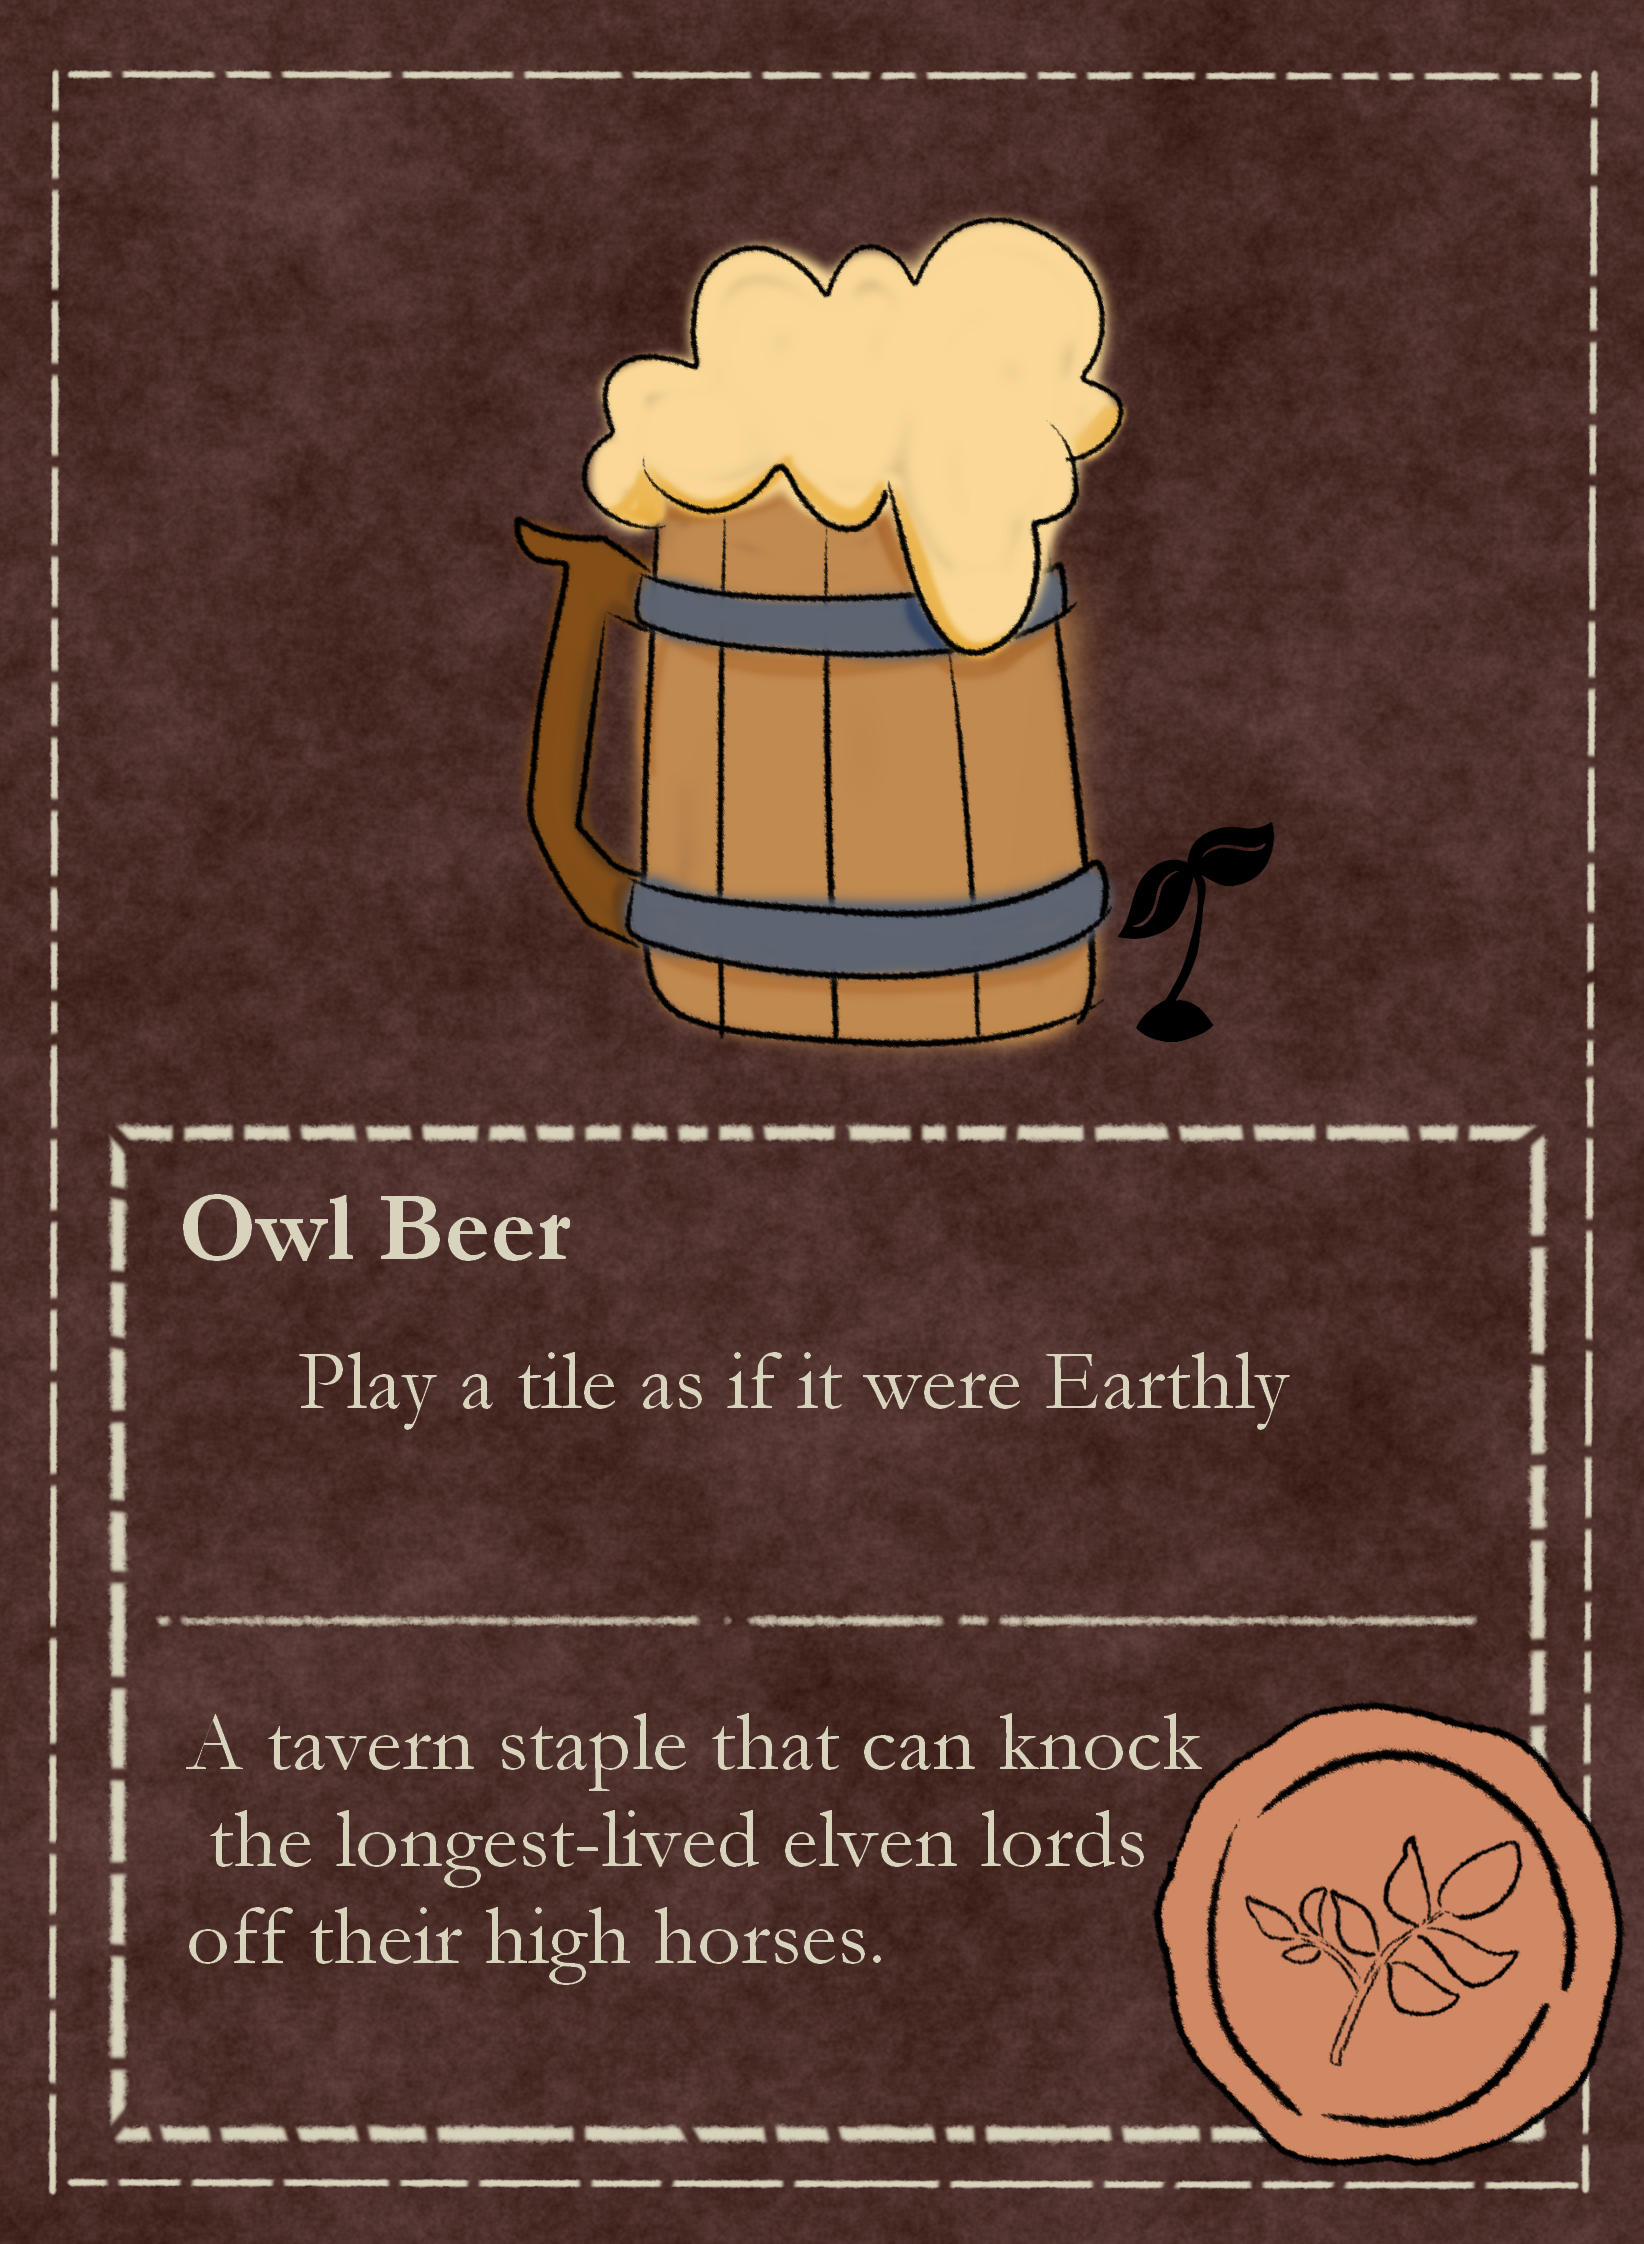 Owl Beer
Play a tile as if it were Earthly
A tavern staple that can knock
the longest-lived elven lords
off their high horses.